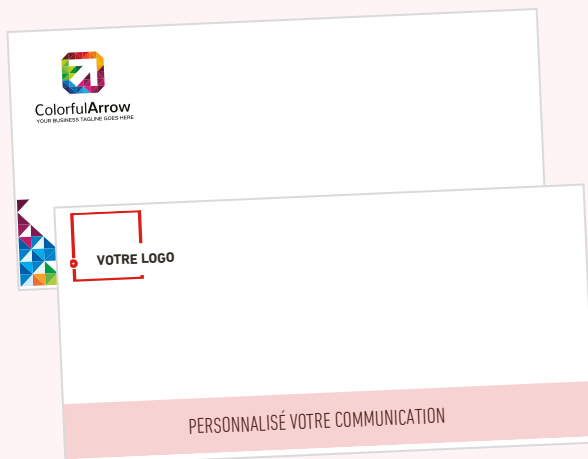 ColorfulArrow
YOUR BUSINESS TAGLINE GOES HERE
VOTRE LOGO
PERSONNALISÉ VOTRE COMMUNICATION